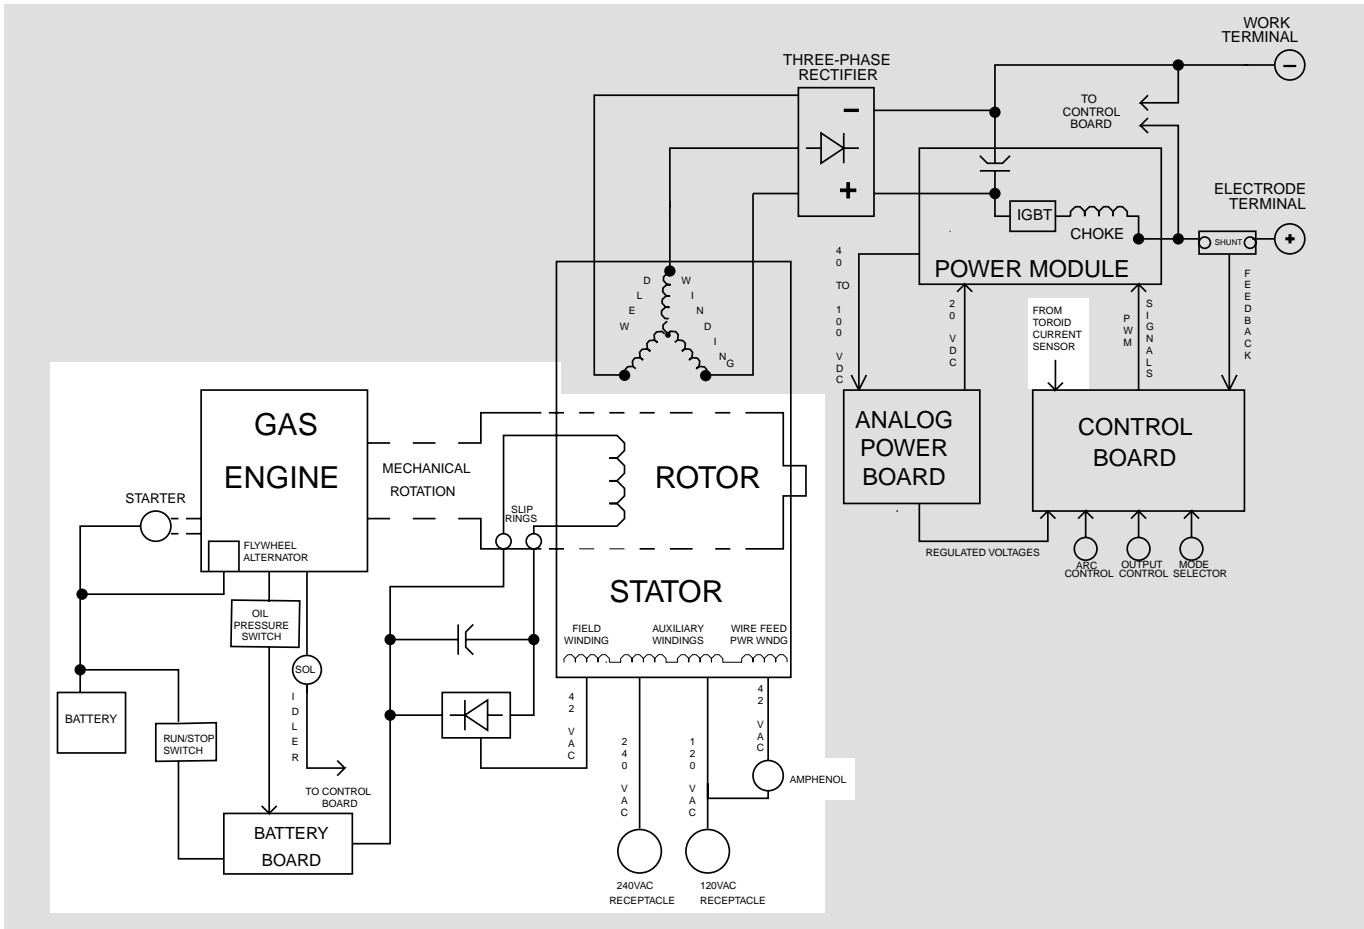 WORK
TERMINAL
−
THREE-PHASE
RECTIFIER
−
+
TO
CONTROL
BOARD
ELECTRODE
TERMINAL
+
SHUNT
IGBT
CHOKE
POWER MODULE
WELD
WINDING
40 TO 100 VDC
20 VDC
PWM
SIGNALS
FEEDBACK
FROM
TOROID
CURRENT
SENSOR
ANALOG
POWER
BOARD
CONTROL
BOARD
REGULATED VOLTAGES
ARC
CONTROL
OUTPUT
CONTROL
MODE
SELECTOR
GAS
ENGINE
MECHANICAL
ROTATION
ROTOR
SLIP
RINGS
STARTER
FLYWHEEL
ALTERNATOR
OIL
PRESSURE
SWITCH
SOL
IDLER
TO CONTROL
BOARD
BATTERY
RUN/STOP
SWITCH
BATTERY
BOARD
STATOR
FIELD
WINDING
AUXILIARY
WINDINGS
WIRE FEED
PWR WNDG
42 VAC
240 VAC
120 VAC
42 VAC
AMPHENOL
240VAC
RECEPTACLE
120VAC
RECEPTACLE